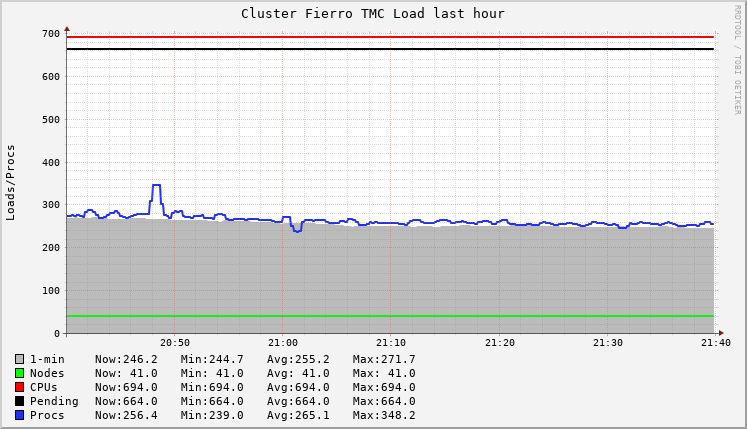 Cluster Fierro TMC Load last hour
RRDTOOL / TOBI OETIKER
Loads/Procs
700
600
500
400
300
200
100
0
20:50 21:00 21:10 21:20 21:30 21:40
1-min Now:246.2 Min:244.7 Avg:255.2 Max:271.7
Nodes Now: 41.0 Min: 41.0 Avg: 41.0 Max: 41.0
CPUs Now:694.0 Min:694.0 Avg:694.0 Max:694.0
Pending Now:664.0 Min:664.0 Avg:664.0 Max:664.0
Procs Now:256.4 Min:239.0 Avg:265.1 Max:348.2